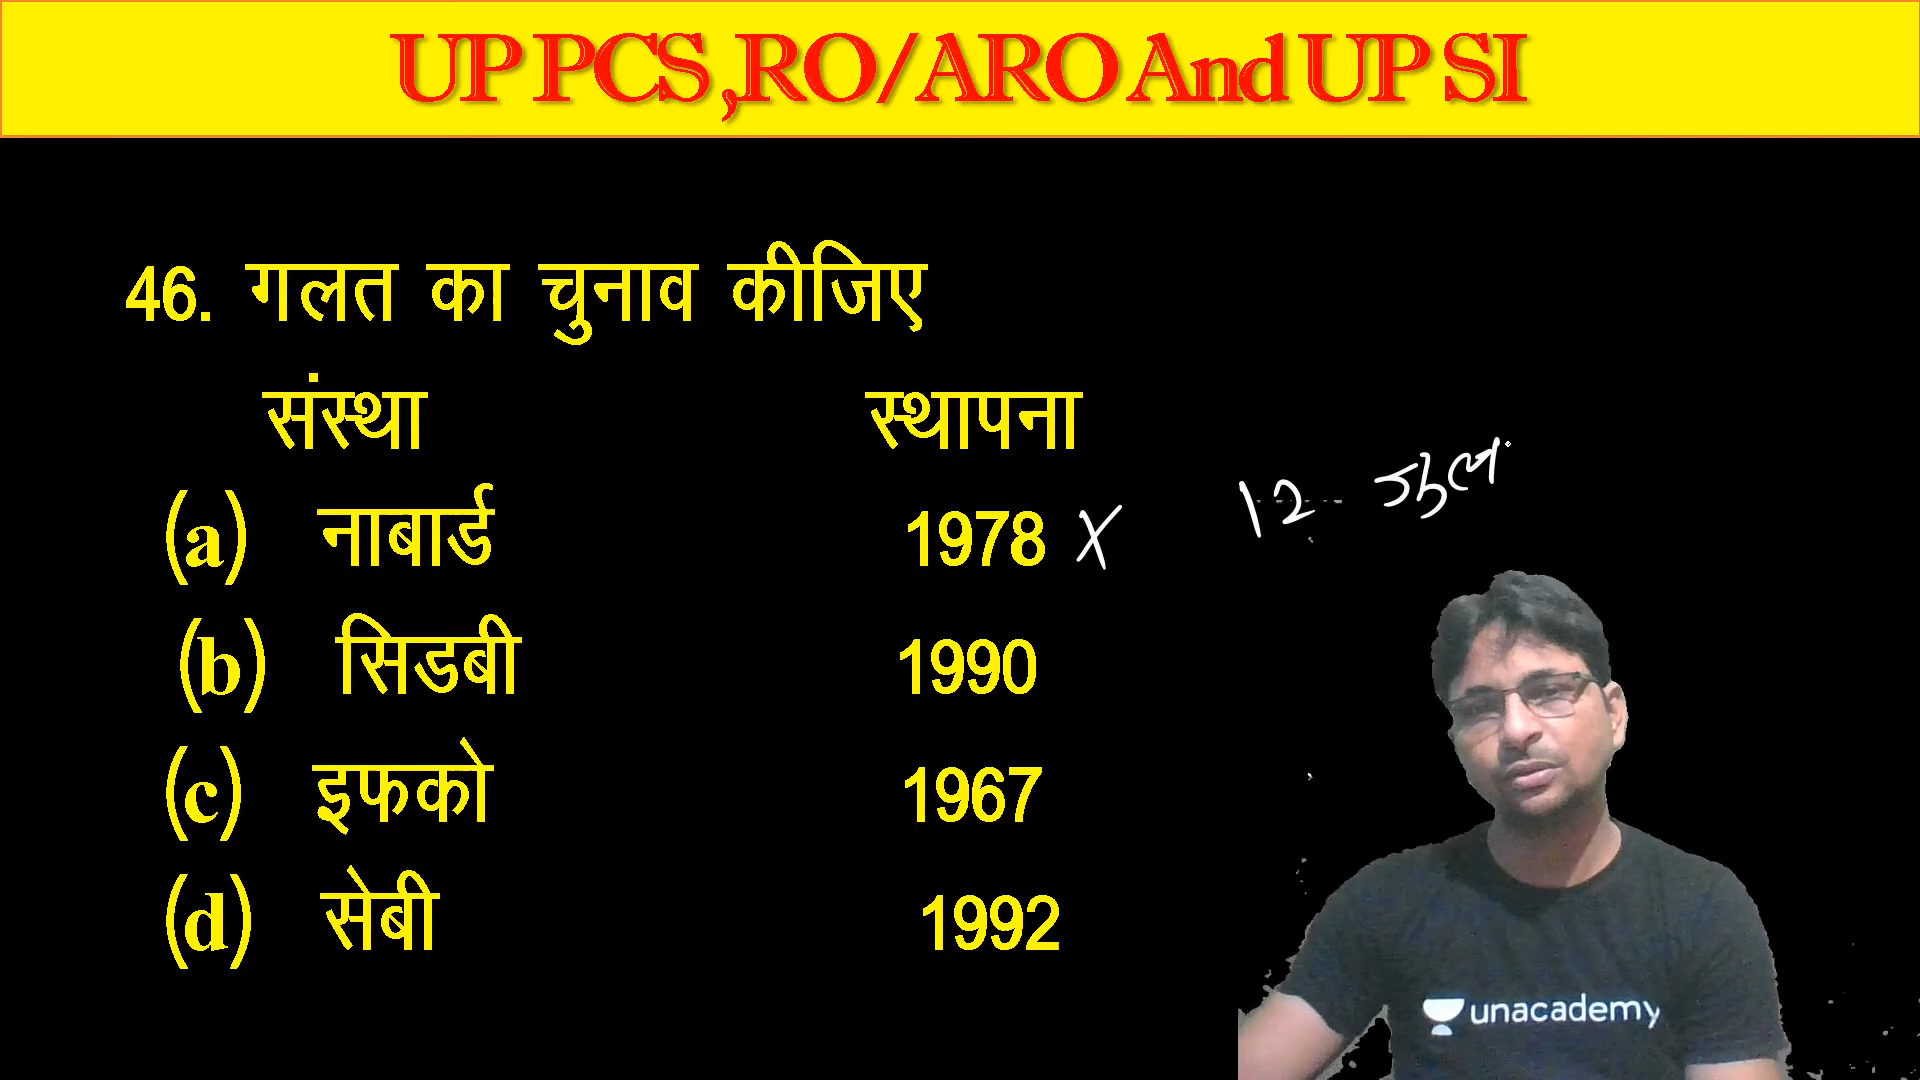 UP PCS ,RO/ARO And UP SI
46. गलत का चुनाव कीजिए
संस्था स्थापना
(a) नाबार्ड 1978 X 12
(b) सिडबी 1990
(c) इफको 1967
(d) सेबी 1992
unacademy